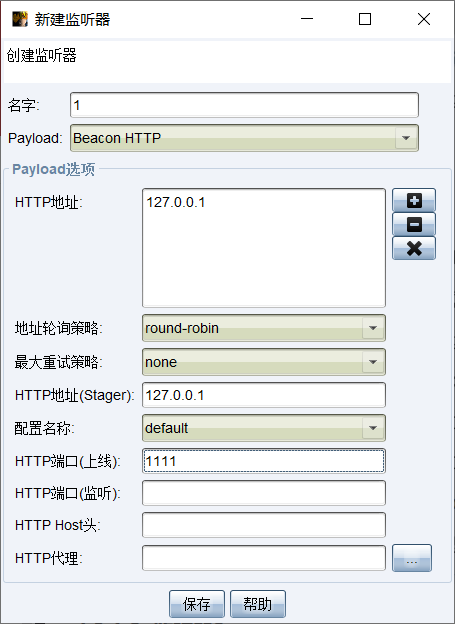 新建监听器
创建监听器
名字: 1
Payload: Beacon HTTP
Payload选项
HTTP地址: 127.0.0.1
地址轮询策略: round-robin
最大重试策略: none
HTTP地址(Stager): 127.0.0.1
配置名称: default
HTTP端口(上线): 1111
HTTP端口(监听):
HTTP Host头:
HTTP代理: ...
保存 帮助